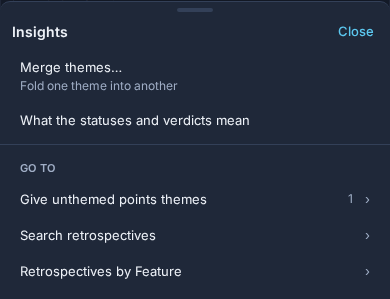 Insights
Close
Merge themes...
Fold one theme into another
What the statuses and verdicts mean
GO TO
Give unthemed points themes 1 ›
Search retrospectives ›
Retrospectives by Feature ›